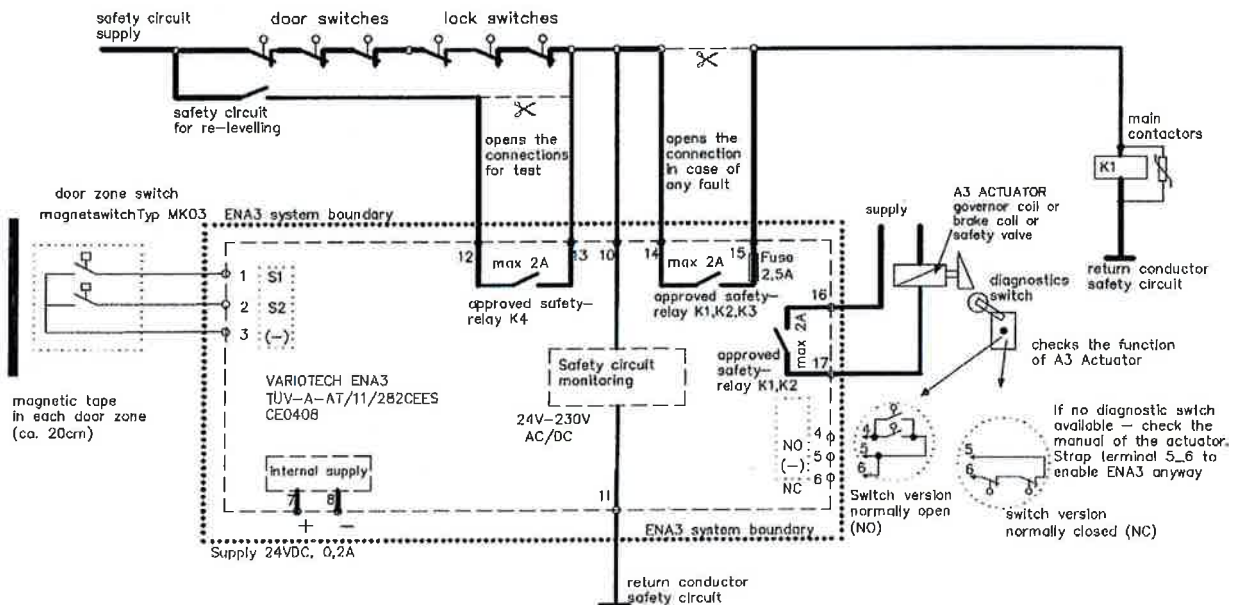 safety circuit
supply
door switches
lock switches
safety circuit
for re-levelling
opens the
connections
for test
opens the
connection
in case of
any fault
main
contactors
K1
door zone switch
magnetswitchTyp MK03
ENA3 system boundary
supply
A3 ACTUATOR
governor coil or
brake coil or
safety valve
return conductor
safety circuit
diagnostics
switch
12
13
10
14
15
max 2A
max 2A
Fuse
2,5A
1
S1
2
S2
3
(-)
approved safety-
relay K4
approved safety-
relay K1,K2,K3
16
max 2A
17
approved
safety-
relay K1,K2
checks the function
of A3 Actuator
Safety circuit
monitoring
VARIOTECH ENA3
TÜV-A-AT/11/282CEES
CE0408
24V-230V
AC/DC
magnetic tape
in each door zone
(ca. 20cm)
NO
4
(-)
5
NC
6
4
5
6
5
6
If no diagnostic swich
available – check the
manual of the actuator.
Strap terminal 5_6 to
enable ENA3 anyway
Internal supply
7
8
+
−
11
Switch version
normally open
(NO)
switch version
normally closed (NC)
ENA3 system boundary
Supply 24VDC, 0,2A
return conductor
safety circuit